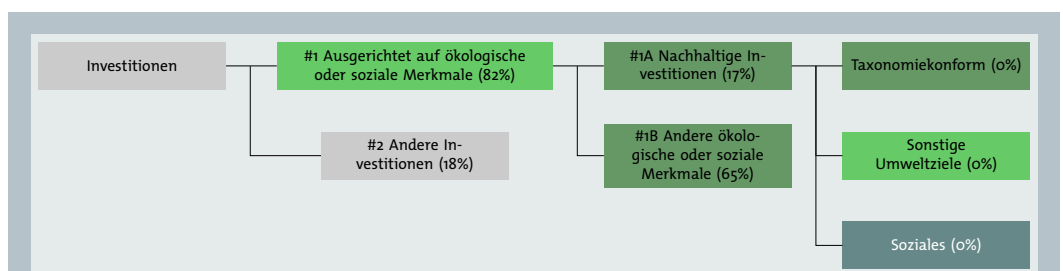 Investitionen
#1 Ausgerichtet auf ökologische
oder soziale Merkmale (82%)
#1A Nachhaltige In-
vestitionen (17%)
Taxonomiekonform (0%)
#2 Andere In-
vestitionen (18%)
#1B Andere ökolo-
gische oder soziale
Merkmale (65%)
Sonstige
Umweltziele (0%)
Soziales (0%)